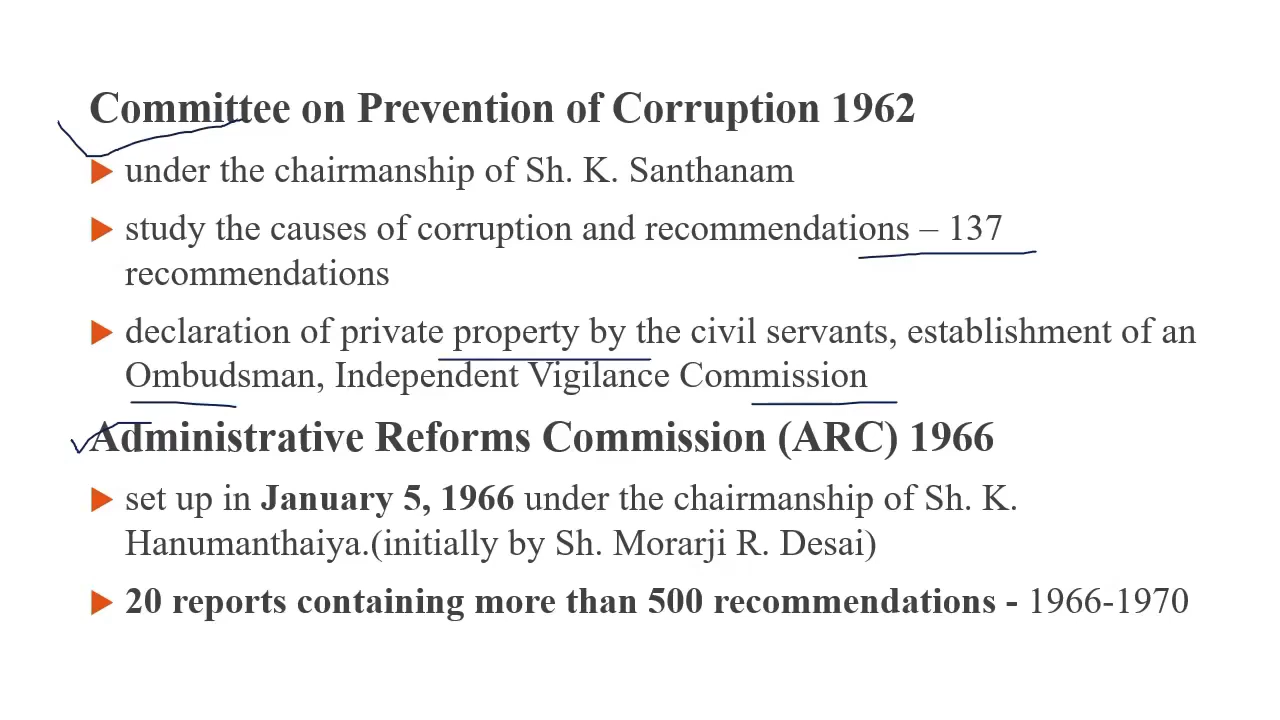 Committee on Prevention of Corruption 1962
under the chairmanship of Sh. K. Santhanam
study the causes of corruption and recommendations – 137
recommendations
declaration of private property by the civil servants, establishment of an
Ombudsman, Independent Vigilance Commission
Administrative Reforms Commission (ARC) 1966
set up in January 5, 1966 under the chairmanship of Sh. K.
Hanumanthaiya.(initially by Sh. Morarji R. Desai)
20 reports containing more than 500 recommendations - 1966-1970